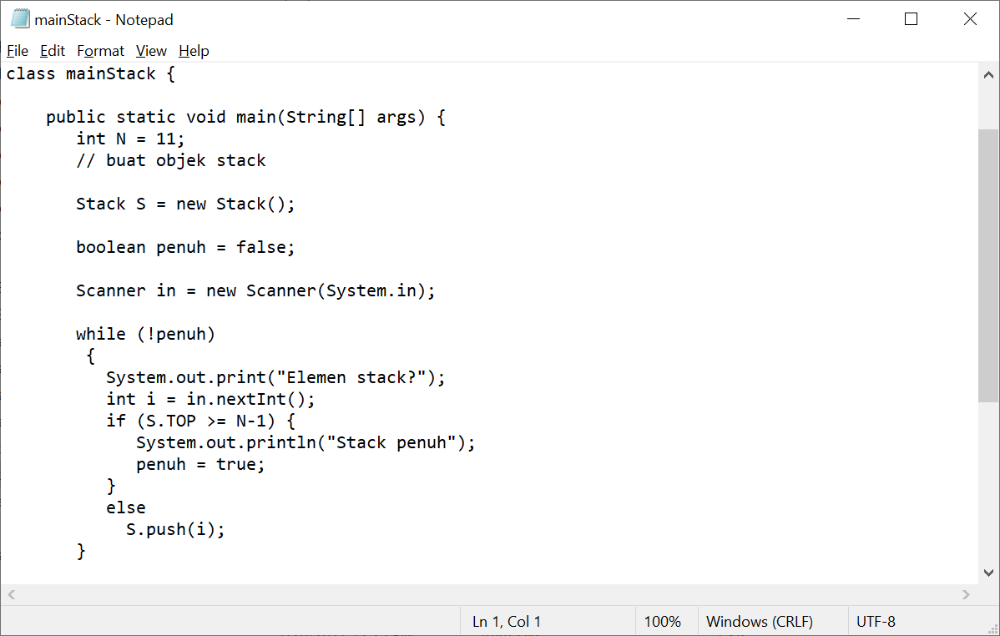 mainStack - Notepad
File Edit Format View Help
class mainStack {
public static void main(String[] args) {
int N = 11;
// buat objek stack
Stack S = new Stack();
boolean penuh = false;
Scanner in = new Scanner(System.in);
while (!penuh)
{
System.out.print("Elemen stack?");
int i = in.nextInt();
if (S.TOP >= N-1) {
System.out.println("Stack penuh");
penuh = true;
}
else
S.push(i);
}
Ln 1, Col 1 100% Windows (CRLF) UTF-8